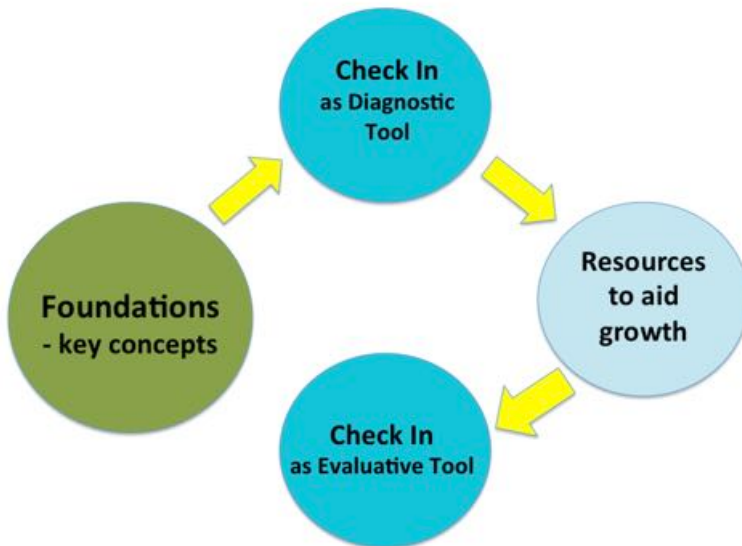 Check In
as Diagnostic
Tool
Foundations
- key concepts
Resources
to aid
growth
Check In
as Evaluative Tool